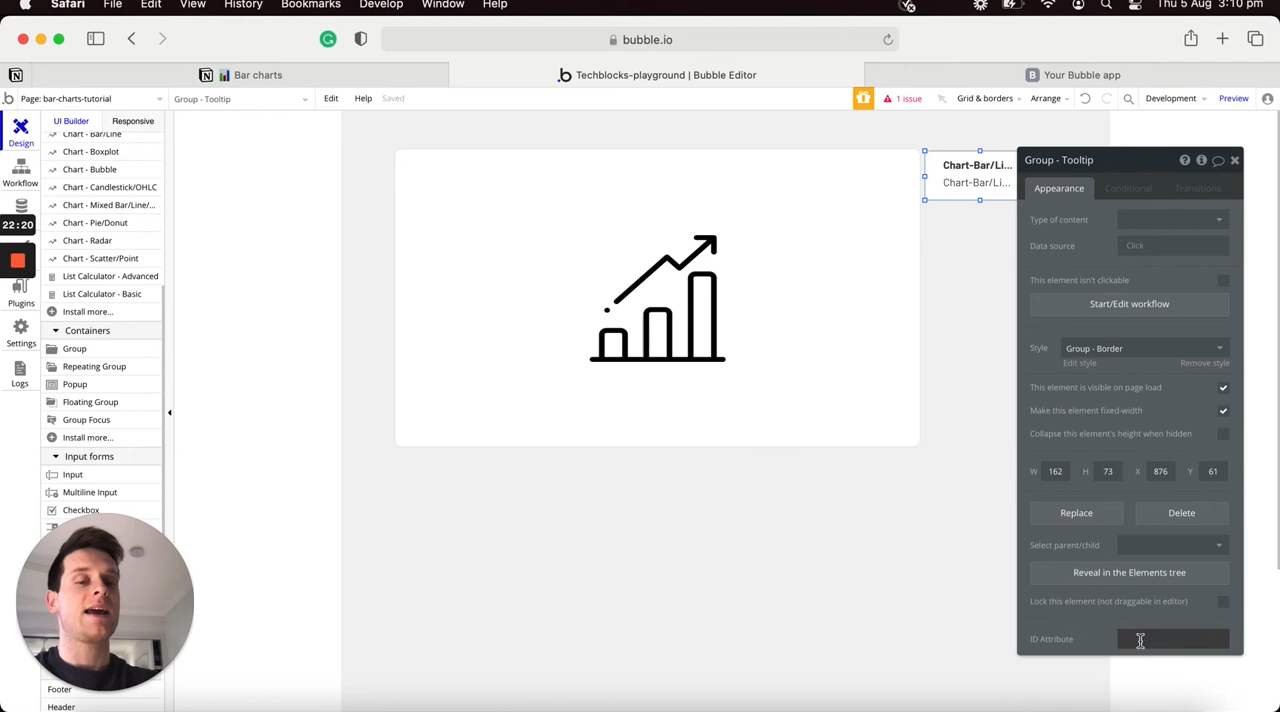 Safari File Edit View History Bookmarks Develop Window Help
Thu 5 Aug 3:10 pm
bubble.io
Bar charts
Techblocks-playground | Bubble Editor
Your Bubble app
Page: bar-charts-tutorial
Group - Tooltip
Edit
Help
Saved
1 issue
Grid & borders
Arrange
Development
Preview
Design
Workflow
22:20
Plugins
Settings
Logs
UI Builder
Responsive
Chart - Bar/Line
Chart - Boxplot
Chart - Bubble
Chart - Candlestick/OHLC
Chart - Mixed Bar/Line/...
Chart - Pie/Donut
Chart - Radar
Chart - Scatter/Point
List Calculator - Advanced
List Calculator - Basic
Install more...
Containers
Group
Repeating Group
Popup
Floating Group
Group Focus
Install more...
Input forms
Input
Multiline Input
Checkbox
Footer
Header
Chart-Bar/Li...
Chart-Bar/Li...
Group - Tooltip
Appearance
Conditional
Transitions
Type of content
Data source
Click
This element isn't clickable
Start/Edit workflow
Style
Group - Border
Edit style
Remove style
This element is visible on page load
Make this element fixed-width
Collapse this element's height when hidden
W 162 H 73 X 876 Y 61
Replace
Delete
Select parent/child
Reveal in the Elements tree
Lock this element (not draggable in editor)
ID Attribute